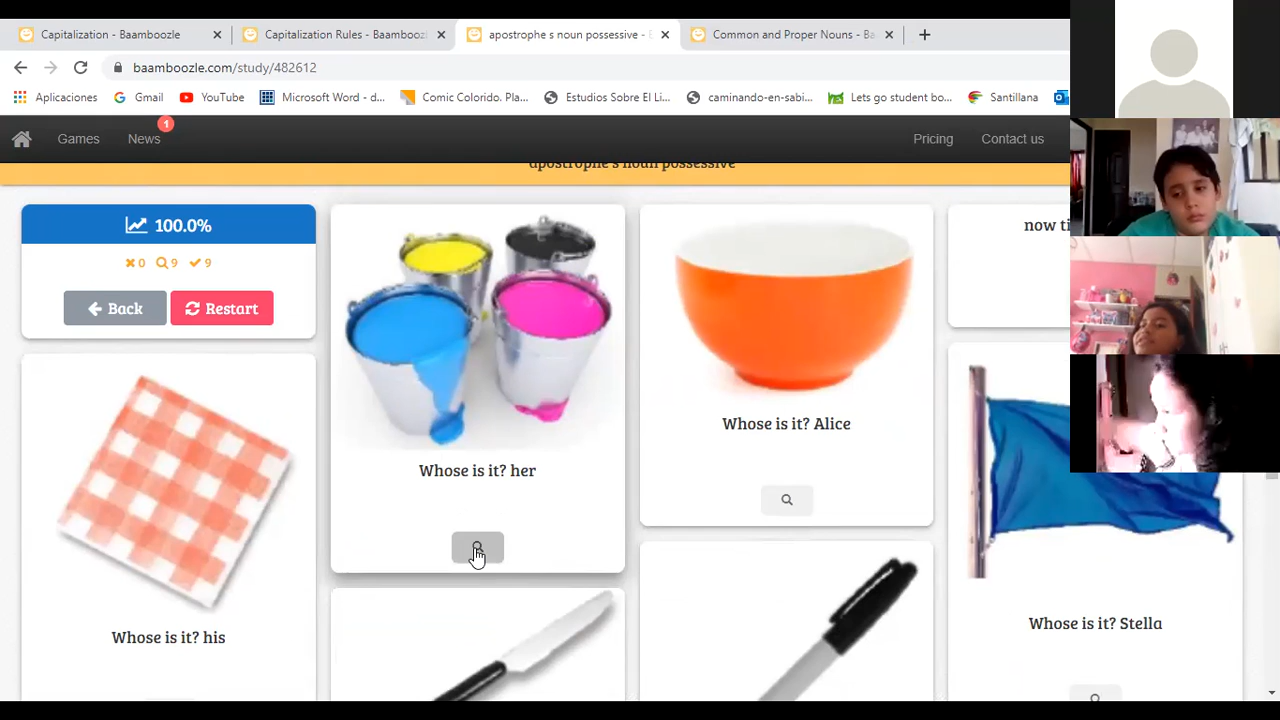 Capitalization - Baamboozle
Capitalization Rules - Baambooz
apostrophe s noun possessive -
Common and Proper Nouns - Ba
baamboozle.com/study/482612
Aplicaciones
Gmail
YouTube
Microsoft Word - d...
Comic Colorido. Pla...
Estudios Sobre El Li...
caminando-en-sabi...
Lets go student bo...
Santillana
Games
News
1
Pricing
Contact us
apostrophe s noun possessive
100.0%
0 9 9
Back
Restart
Whose is it? his
Whose is it? her
Whose is it? Alice
now ti
Whose is it? Stella